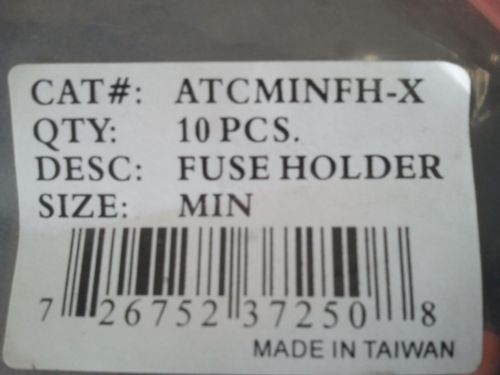 CAT#: ATCMINFH-X
QTY: 10 PCS.
DESC: FUSE HOLDER
SIZE: MIN
7 26752 37250 8
MADE IN TAIWAN